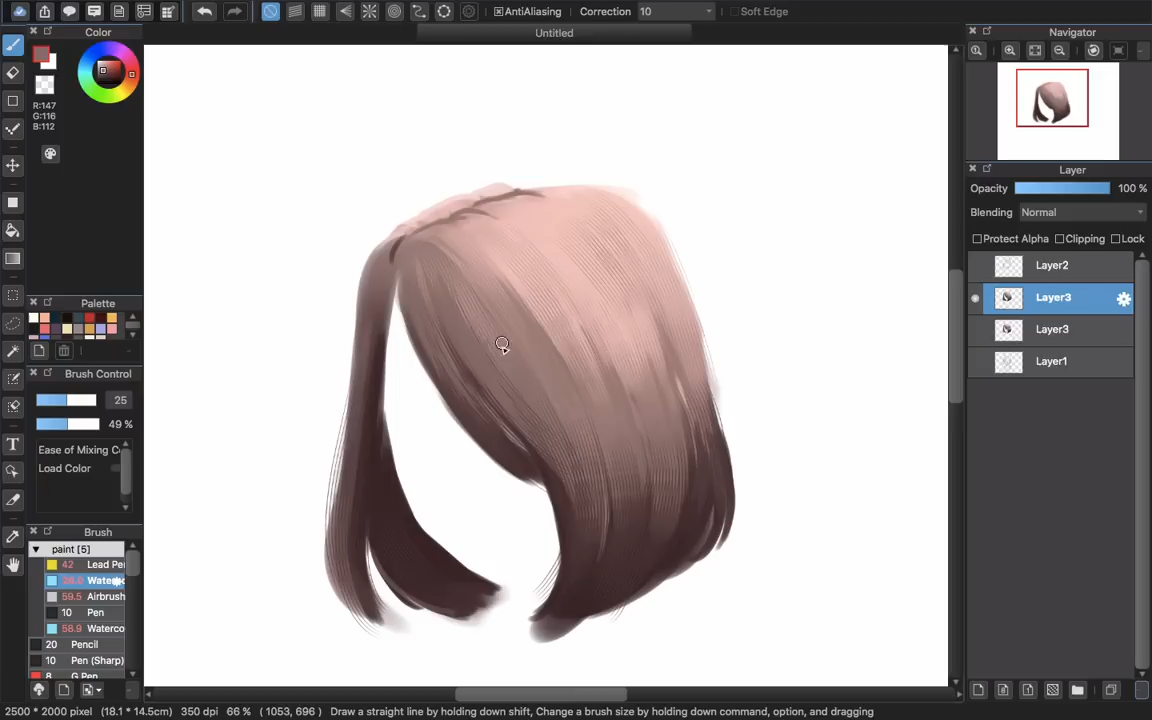 AntiAliasing Correction 10 Soft Edge
Untitled
Color
R:147
G:116
B:112
Palette
Brush Control
25
49 %
Ease of Mixing C
Load Color
Brush
paint [5]
42 Lead Pe
28.0 Waterc
59.5 Airbrush
10 Pen
58.9 Waterco
20 Pencil
10 Pen (Sharp)
8 G Pen
Navigator
Layer
Opacity 100 %
Blending Normal
Protect Alpha Clipping Lock
Layer2
Layer3
Layer3
Layer1
2500 * 2000 pixel (18.1 * 14.5cm) 350 dpi 66 % ( 1053, 696 ) Draw a straight line by holding down shift, Change a brush size by holding down command, option, and dragging